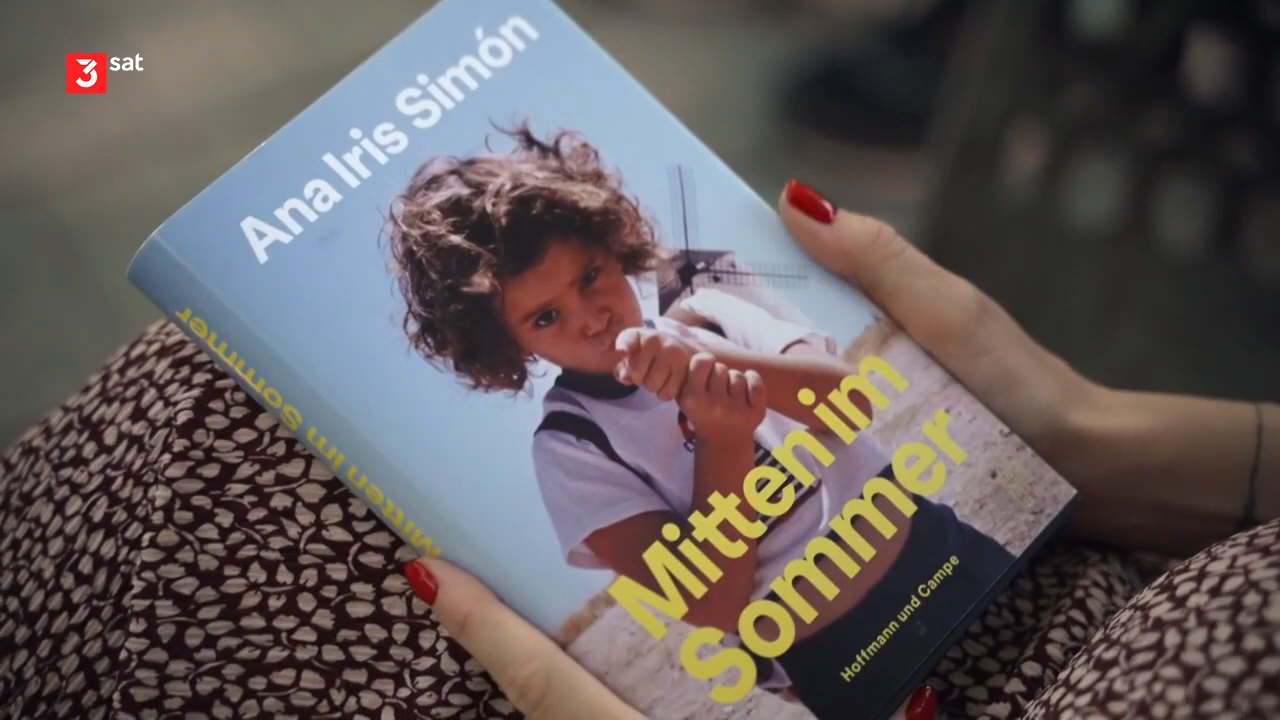 3sat
Ana Iris Simón
Mitten im Sommer
Mitten im
Sommer
Hoffmann und Campe